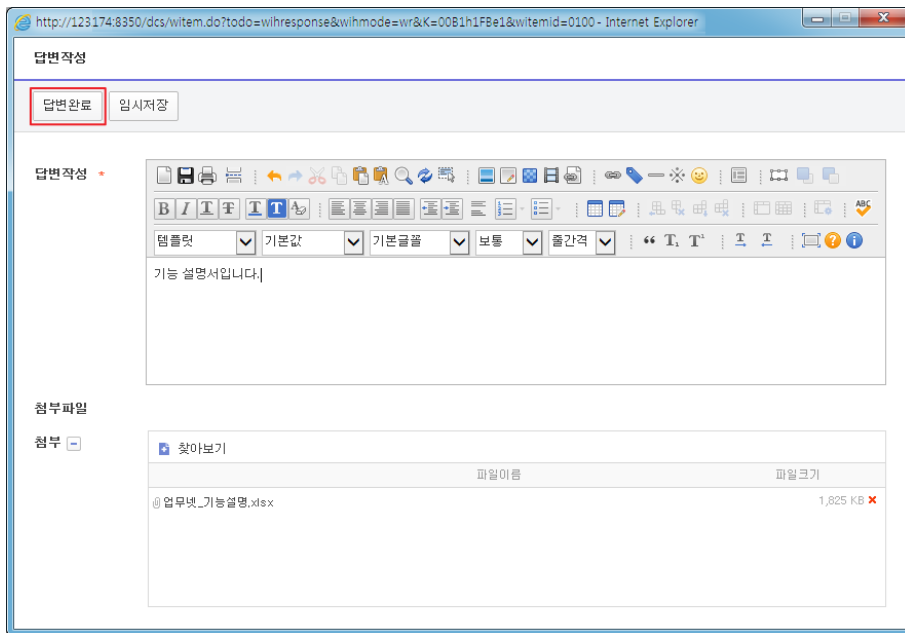 http://123174:8350/dcs/witem.do?todo=wihresponse&wihmode=wr&K=00B1h1FBe1&witemid=0100 - Internet Explorer
답변작성
답변완료 임시저장
답변작성 *
B I T T T T
ABC
템플릿 기본값 기본글꼴 보통 줄간격 “ T₁ T¹ T T
기능 설명서입니다.
첨부파일
첨부
찾아보기
파일이름 파일크기
업무넷_기능설명.xlsx 1,825 KB